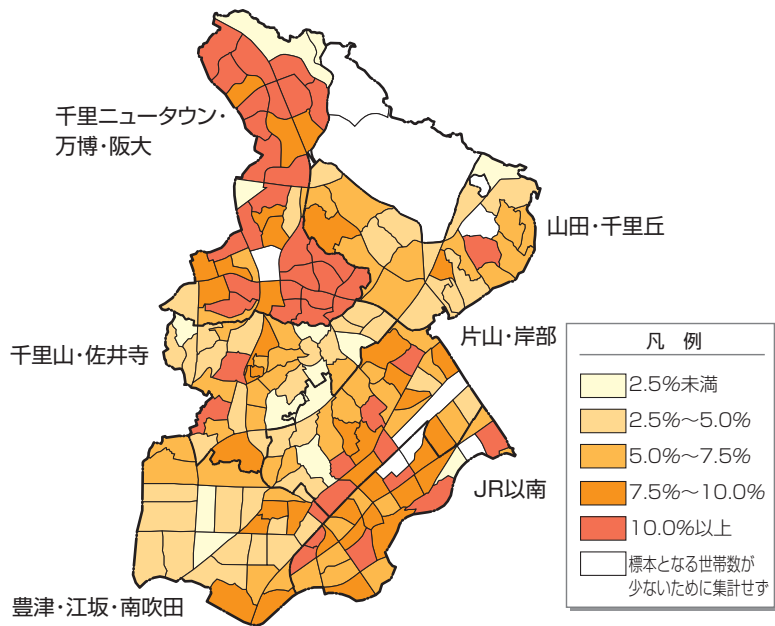 千里ニュータウン・
万博・阪大
山田・千里丘
千里山・佐井寺
片山・岸部
JR以南
豊津・江坂・南吹田
凡 例
2.5%未満
2.5%〜5.0%
5.0%〜7.5%
7.5%〜10.0%
10.0%以上
標本となる世帯数が
少ないために集計せず